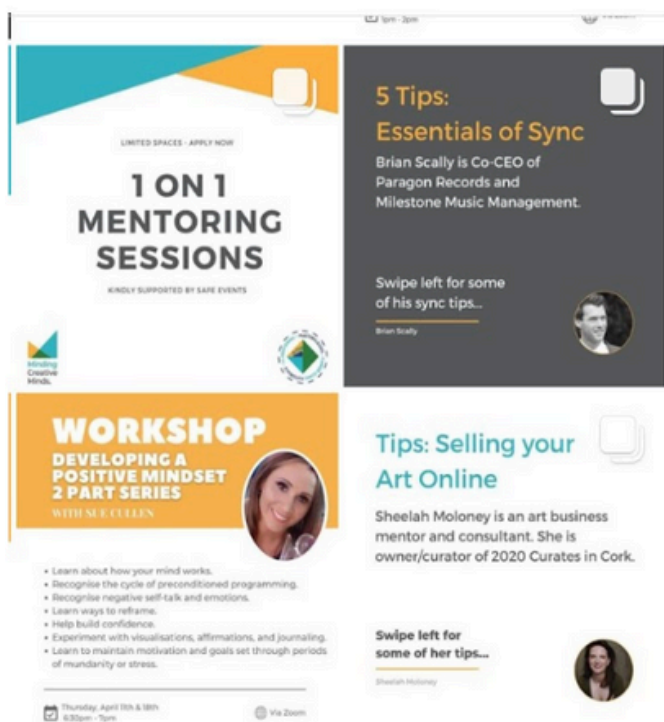 1pm - 2pm
Via Zoom
LIMITED SPACES - APPLY NOW
1 ON 1
MENTORING
SESSIONS
KINDLY SUPPORTED BY SAFE EVENTS
Minding
Creative
Minds.
5 Tips:
Essentials of Sync
Brian Scally is Co-CEO of
Paragon Records and
Milestone Music Management.
Swipe left for some
of his sync tips...
Brian Scally
WORKSHOP
DEVELOPING A
POSITIVE MINDSET
2 PART SERIES
WITH SUE CULLEN
• Learn about how your mind works.
• Recognise the cycle of preconditioned programming.
• Recognise negative self-talk and emotions.
• Learn ways to reframe.
• Help build confidence.
• Experiment with visualisations, affirmations, and journaling.
• Learn to maintain motivation and goals set through periods
of mundanity or stress.
Thursday, April 11th & 18th
6:30pm - 7pm
Via Zoom
Tips: Selling your
Art Online
Sheelah Moloney is an art business
mentor and consultant. She is
owner/curator of 2020 Curates in Cork.
Swipe left for
some of her tips...
Sheelah Moloney